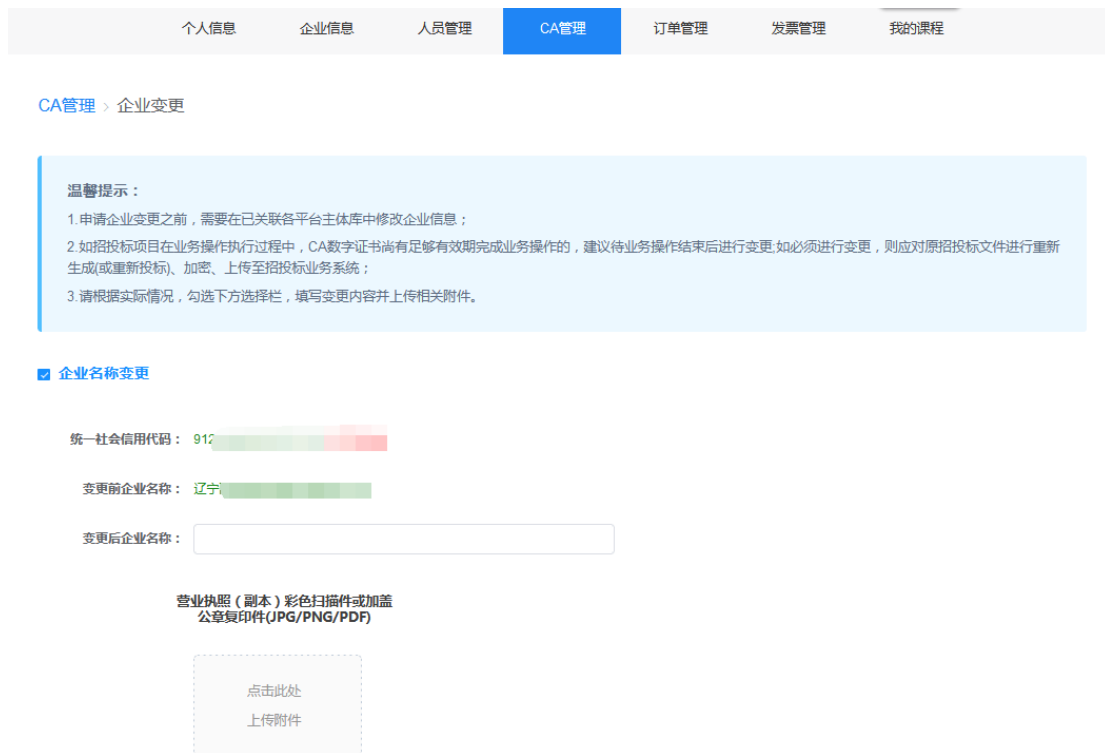 个人信息 企业信息 人员管理 CA管理 订单管理 发票管理 我的课程
CA管理 > 企业变更
温馨提示：
1.申请企业变更之前，需要在已关联各平台主体库中修改企业信息；
2.如招投标项目在业务操作执行过程中，CA数字证书尚有足够有效期完成业务操作的，建议待业务操作结束后进行变更;如必须进行变更，则应对原招投标文件进行重新
生成(或重新投标)、加密、上传至招投标业务系统；
3.请根据实际情况，勾选下方选择栏，填写变更内容并上传相关附件。
企业名称变更
统一社会信用代码： 912
变更前企业名称： 辽宁
变更后企业名称：
营业执照（副本）彩色扫描件或加盖
公章复印件(JPG/PNG/PDF)
点击此处
上传附件